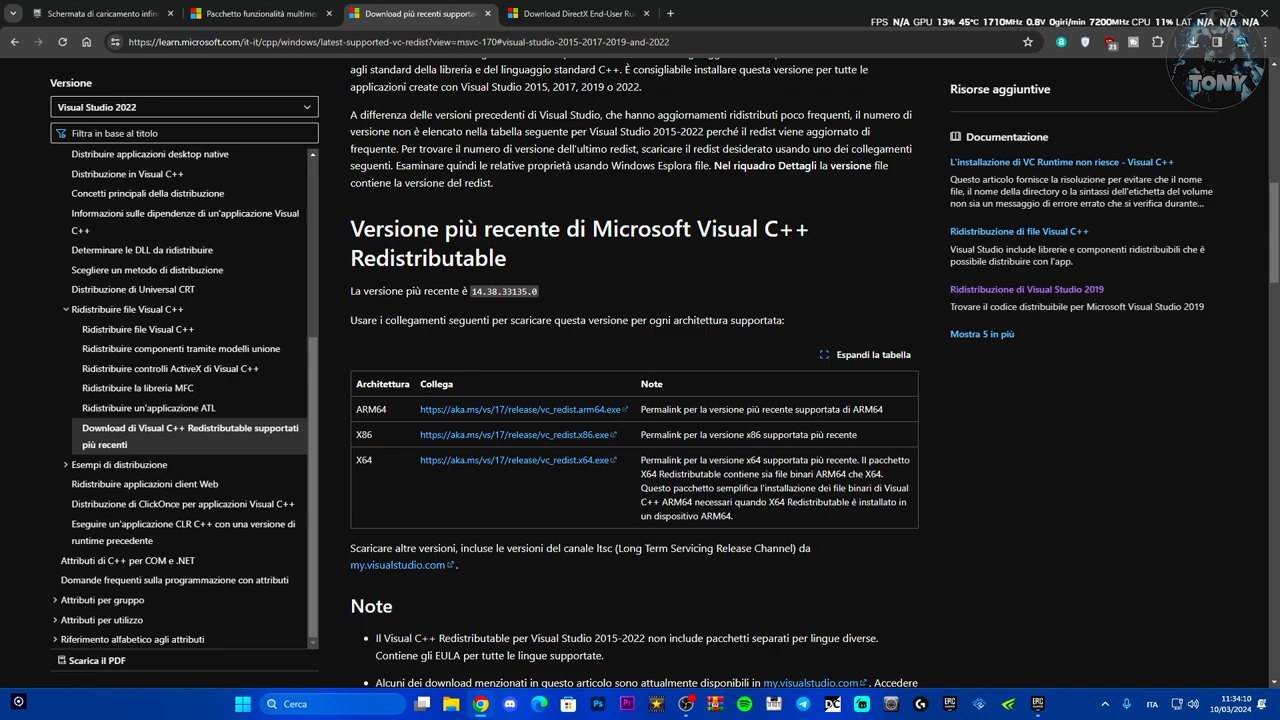 Schermata di caricamento infini
Pacchetto funzionalità multimed
Download più recenti supportat
Download DirectX End-User Run
FPS N/A GPU 13% 45°C 1710MHz 0.8V 0giri/min 7200MHz CPU 11% LAT N/A N/A N/A
https://learn.microsoft.com/it-it/cpp/windows/latest-supported-vc-redist?view=msvc-170#visual-studio-2015-2017-2019-and-2022
21
TONY
Versione
Visual Studio 2022
Filtra in base al titolo
Distribuire applicazioni desktop native
Distribuzione in Visual C++
Concetti principali della distribuzione
Informazioni sulle dipendenze di un'applicazione Visual
C++
Determinare le DLL da ridistribuire
Scegliere un metodo di distribuzione
Distribuzione di Universal CRT
Ridistribuire file Visual C++
Ridistribuire file Visual C++
Ridistribuire componenti tramite modelli unione
Ridistribuire controlli ActiveX di Visual C++
Ridistribuire la libreria MFC
Ridistribuire un'applicazione ATL
Download di Visual C++ Redistributable supportati
più recenti
Esempi di distribuzione
Ridistribuire applicazioni client Web
Distribuzione di ClickOnce per applicazioni Visual C++
Eseguire un'applicazione CLR C++ con una versione di
runtime precedente
Attributi di C++ per COM e .NET
Domande frequenti sulla programmazione con attributi
Attributi per gruppo
Attributi per utilizzo
Riferimento alfabetico agli attributi
Scarica il PDF
agli standard della libreria e del linguaggio standard C++. È consigliabile installare questa versione per tutte le
applicazioni create con Visual Studio 2015, 2017, 2019 o 2022.
A differenza delle versioni precedenti di Visual Studio, che hanno aggiornamenti ridistributi poco frequenti, il numero di
versione non è elencato nella tabella seguente per Visual Studio 2015-2022 perché il redist viene aggiornato di
frequente. Per trovare il numero di versione dell'ultimo redist, scaricare il redist desiderato usando uno dei collegamenti
seguenti. Esaminare quindi le relative proprietà usando Windows Esplora file. Nel riquadro Dettagli la versione file
contiene la versione del redist.
Versione più recente di Microsoft Visual C++
Redistributable
La versione più recente è 14.38.33135.0
Usare i collegamenti seguenti per scaricare questa versione per ogni architettura supportata:
Espandi la tabella
Architettura Collega Note
ARM64 https://aka.ms/vs/17/release/vc_redist.arm64.exe Permalink per la versione più recente supportata di ARM64
X86 https://aka.ms/vs/17/release/vc_redist.x86.exe Permalink per la versione x86 supportata più recente
X64 https://aka.ms/vs/17/release/vc_redist.x64.exe Permalink per la versione x64 supportata più recente. Il pacchetto
X64 Redistributable contiene sia file binari ARM64 che X64.
Questo pacchetto semplifica l'installazione dei file binari di Visual
C++ ARM64 necessari quando X64 Redistributable è installato in
un dispositivo ARM64.
Scaricare altre versioni, incluse le versioni del canale ltsc (Long Term Servicing Release Channel) da
my.visualstudio.com .
Note
Il Visual C++ Redistributable per Visual Studio 2015-2022 non include pacchetti separati per lingue diverse.
Contiene gli EULA per tutte le lingue supportate.
Alcuni dei download menzionati in questo articolo sono attualmente disponibili in my.visualstudio.com . Accedere
Risorse aggiuntive
Documentazione
L'installazione di VC Runtime non riesce - Visual C++
Questo articolo fornisce la risoluzione per evitare che il nome
file, il nome della directory o la sintassi dell'etichetta del volume
non sia un messaggio di errore errato che si verifica durante...
Ridistribuzione di file Visual C++
Visual Studio include librerie e componenti ridistribuibili che è
possibile distribuire con l'app.
Ridistribuzione di Visual Studio 2019
Trovare il codice distribuibile per Microsoft Visual Studio 2019
Mostra 5 in più
Cerca
Ps
Pr
EPIC
EPIC
ITA
11:34:10
10/03/2024